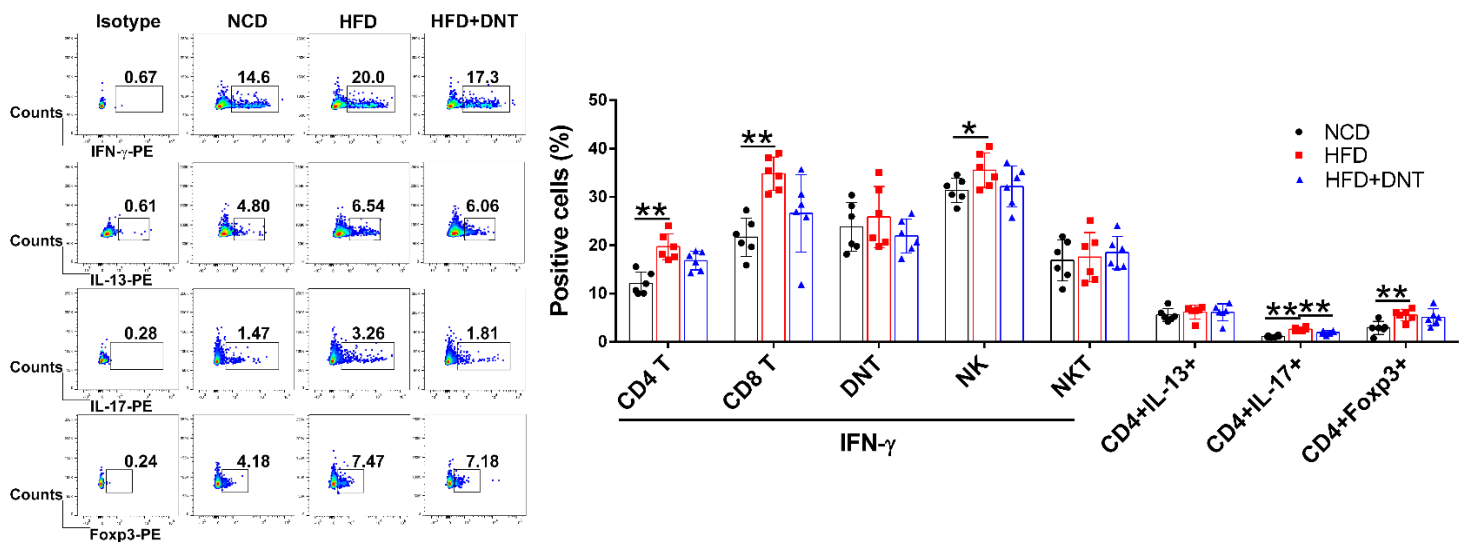 Isotype NCD HFD HFD+DNT
0.67 14.6 20.0 17.3
Counts
IFN-γ-PE
0.61 4.80 6.54 6.06
Counts
IL-13-PE
0.28 1.47 3.26 1.81
Counts
IL-17-PE
0.24 4.18 7.47 7.18
Counts
Foxp3-PE
Positive cells (%)
50
40
30
20
10
0
** ** * ** ** **
NCD
HFD
HFD+DNT
CD4 T CD8 T DNT NK NKT CD4+IL-13+ CD4+IL-17+ CD4+Foxp3+
IFN-γ